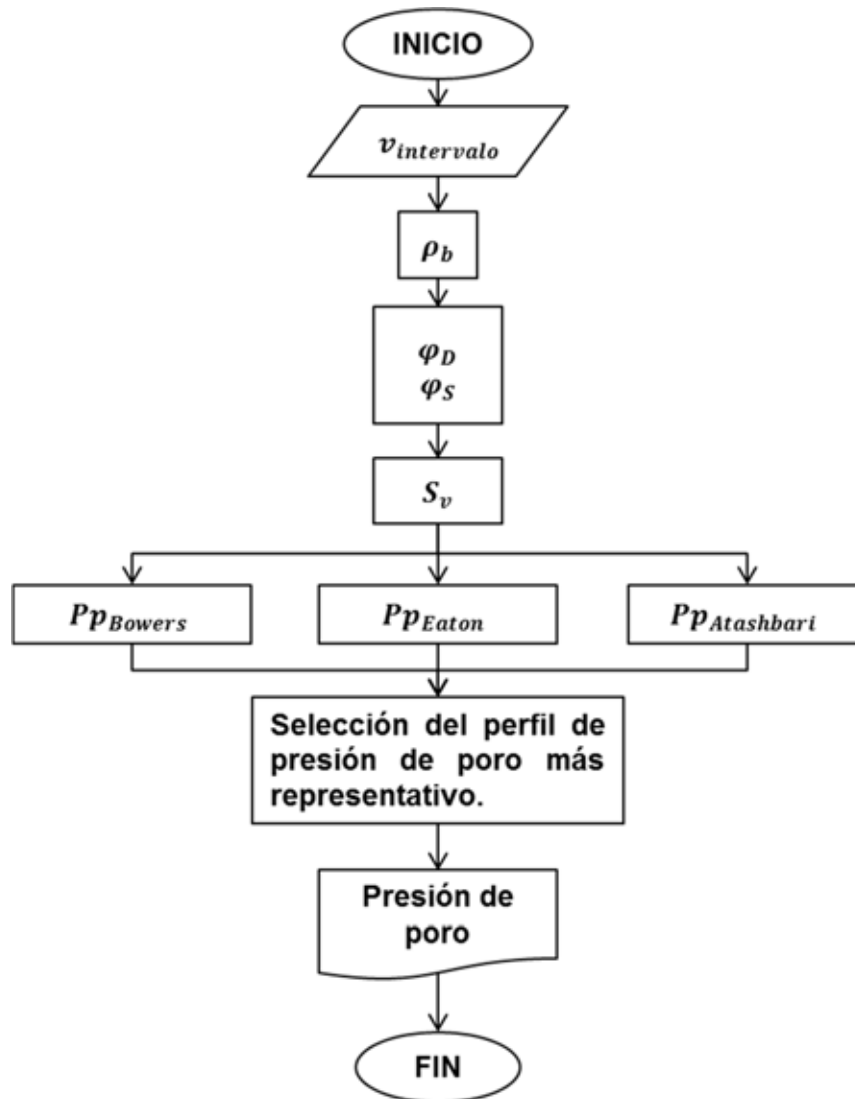 INICIO
v_intervalo
ρ_b
φ_D
φ_S
S_v
Pp_Bowers
Pp_Eaton
Pp_Atashbari
Selección del perfil de
presión de poro más
representativo.
Presión de
poro
FIN